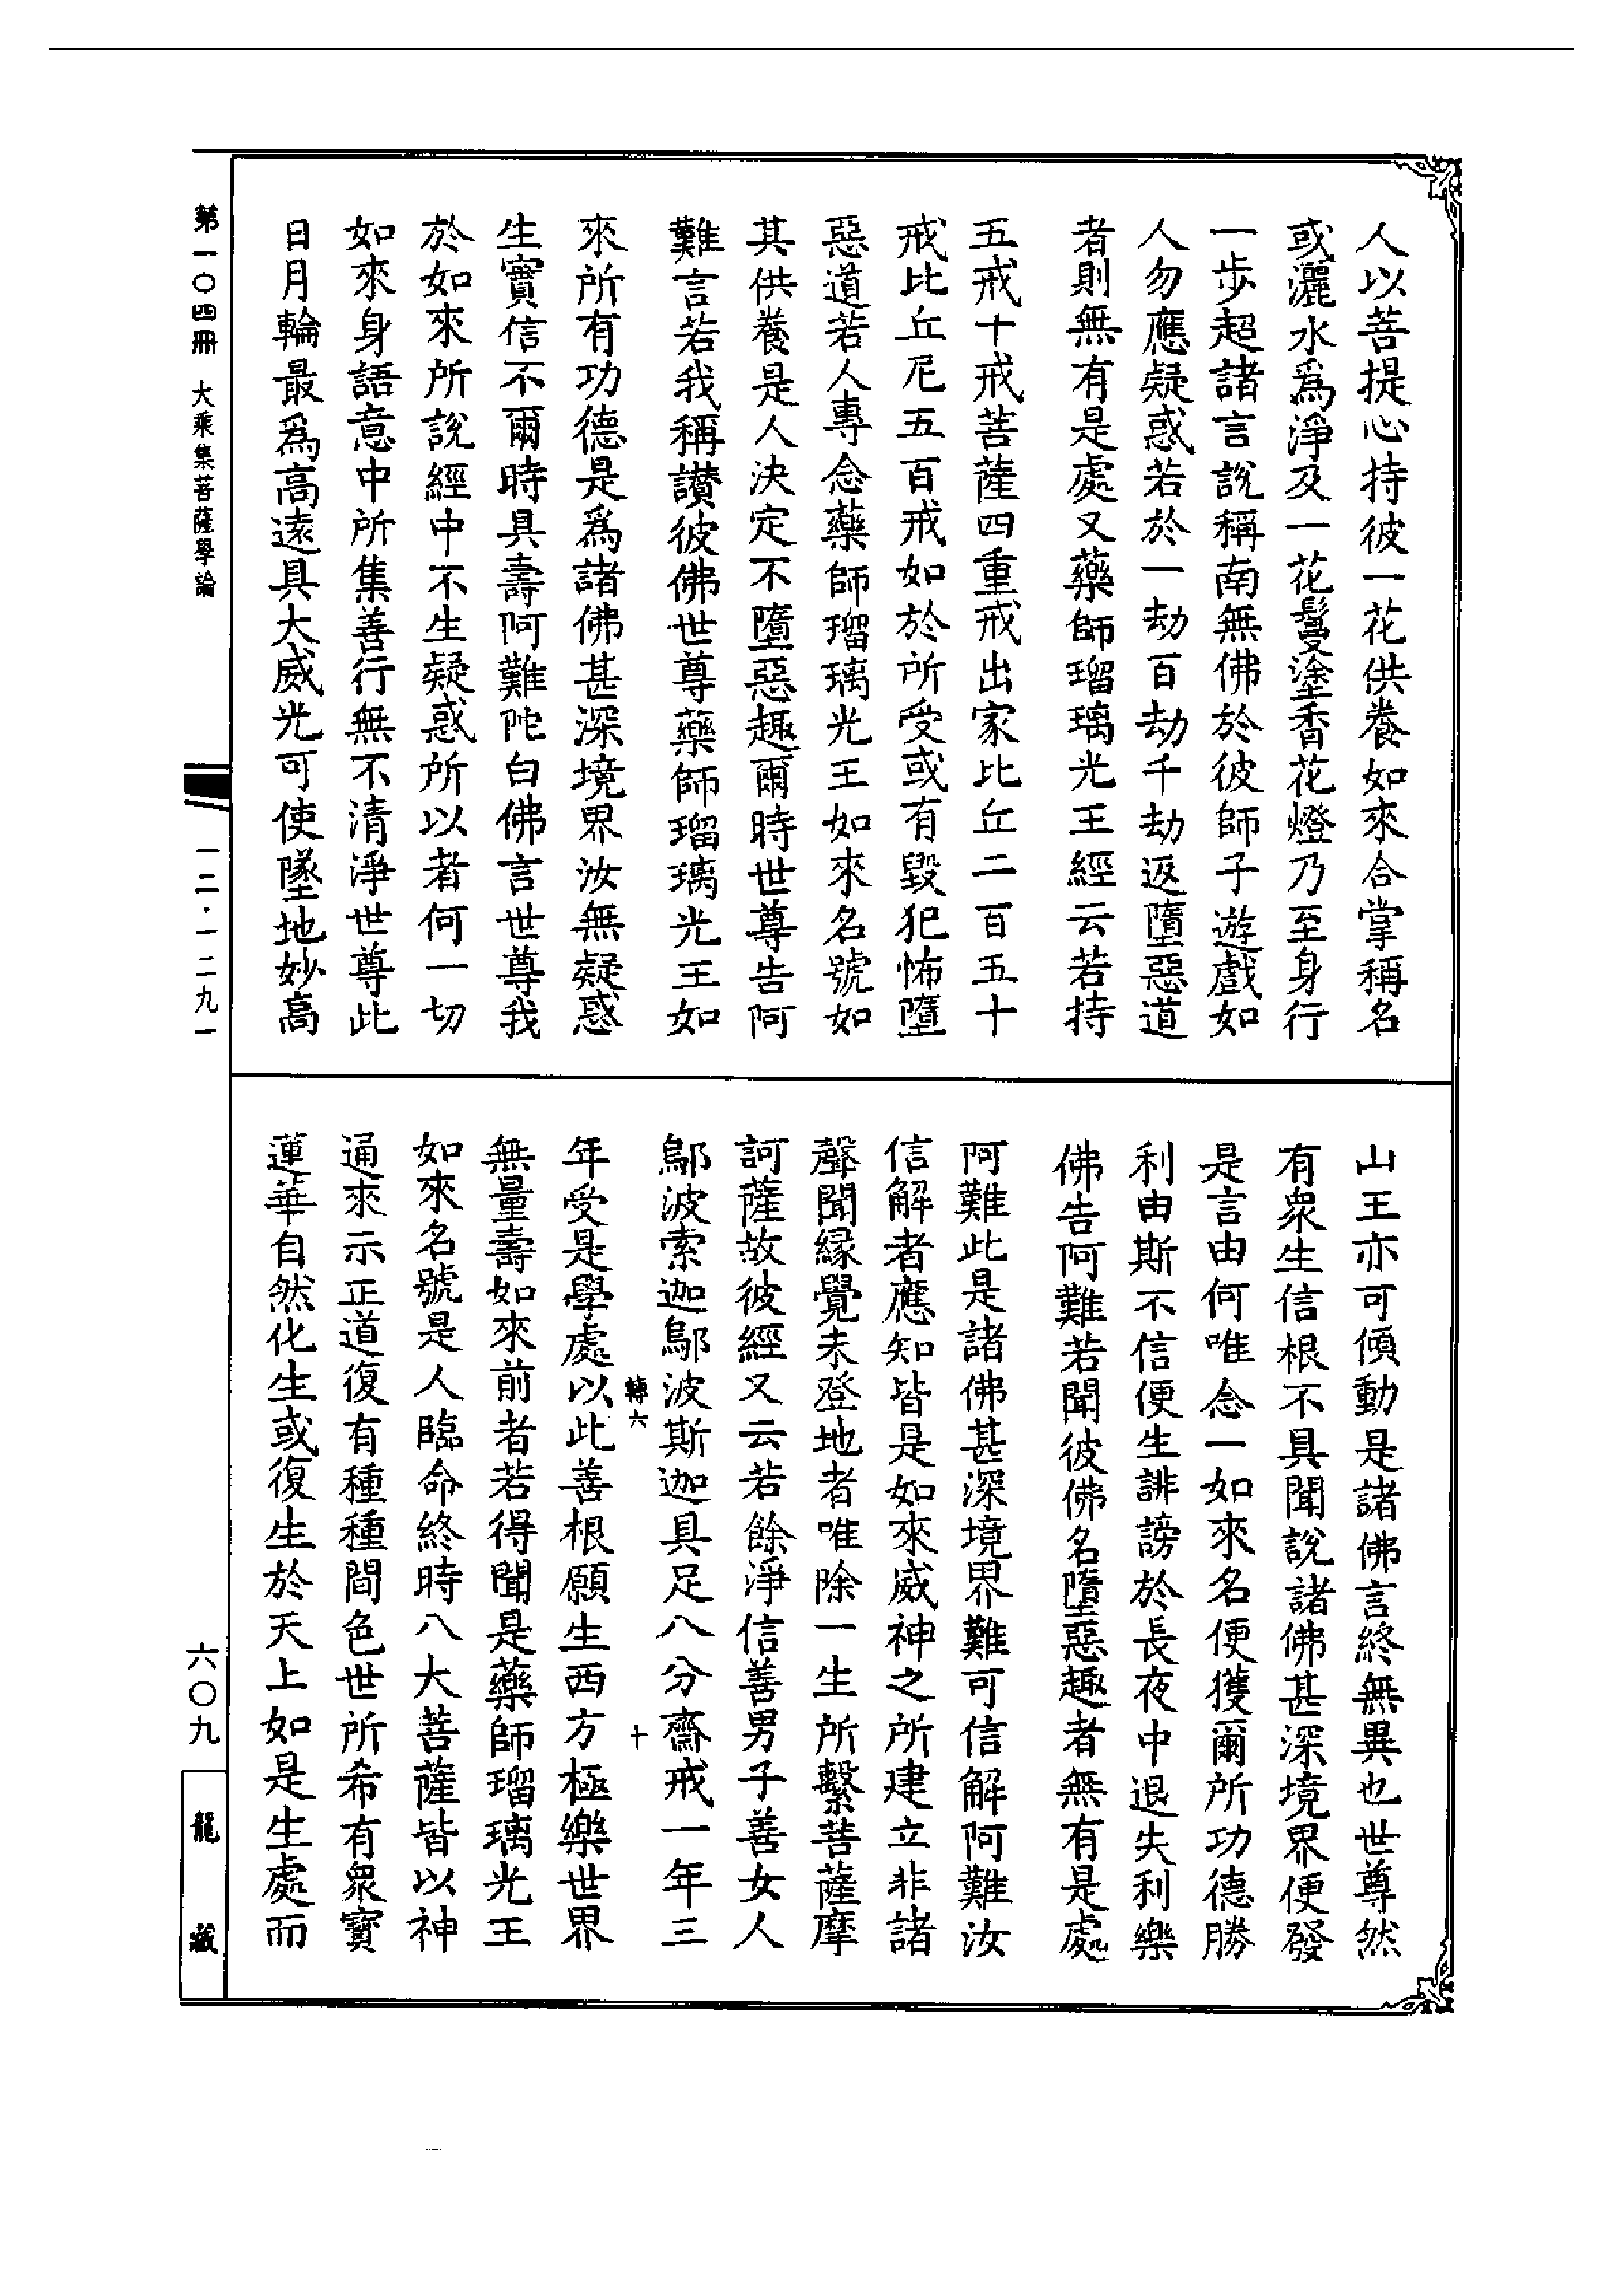 人以菩提心持彼一花供養如來合掌稱名
或灑水爲淨及一花鬘塗香花燈乃至身行
一步超諸言說稱南無佛於彼師子遊戲如
人勿應疑惑若於一劫百劫千劫返墮惡道
者則無有是處又藥師瑠璃光王經云若持
五戒十戒菩薩四重戒出家比丘二百五十
戒比丘尼五百戒如於所受或有毀犯怖墮
惡道若人專念藥師瑠璃光王如來名號如
其供養是人決定不墮惡趣爾時世尊告阿
難言若我稱讚彼佛世尊藥師瑠璃光王如
來所有功德是爲諸佛甚深境界汝無疑惑
生實信不爾時具壽阿難陀白佛言世尊我
於如來所說經中不生疑惑所以者何一切
如來身語意中所集善行無不清淨世尊此
日月輪最爲高遠具大威光可使墜地妙高
山王亦可傾動是諸佛言終無異也世尊然
有衆生信根不具聞說諸佛甚深境界便發
是言由何唯念一如來名便獲爾所功德勝
利由斯不信便生誹謗於長夜中退失利樂
佛告阿難若聞彼佛名墮惡趣者無有是處
阿難此是諸佛甚深境界難可信解阿難汝
信解者應知皆是如來威神之所建立非諸
聲聞緣覺未登地者唯除一生所繫菩薩摩
訶薩故彼經又云若餘淨信善男子善女人
鄔波索迦鄔波斯迦具足八分齋戒一年三
轉六 十
年受是學處以此善根願生西方極樂世界
無量壽如來前者若得聞是藥師瑠璃光王
如來名號是人臨命終時八大菩薩皆以神
通來示正道復有種種間色世所希有衆寶
蓮華自然化生或復生於天上如是生處而
第一〇四冊 大乘集菩薩學論
一二·一二九一
六〇九
龍藏